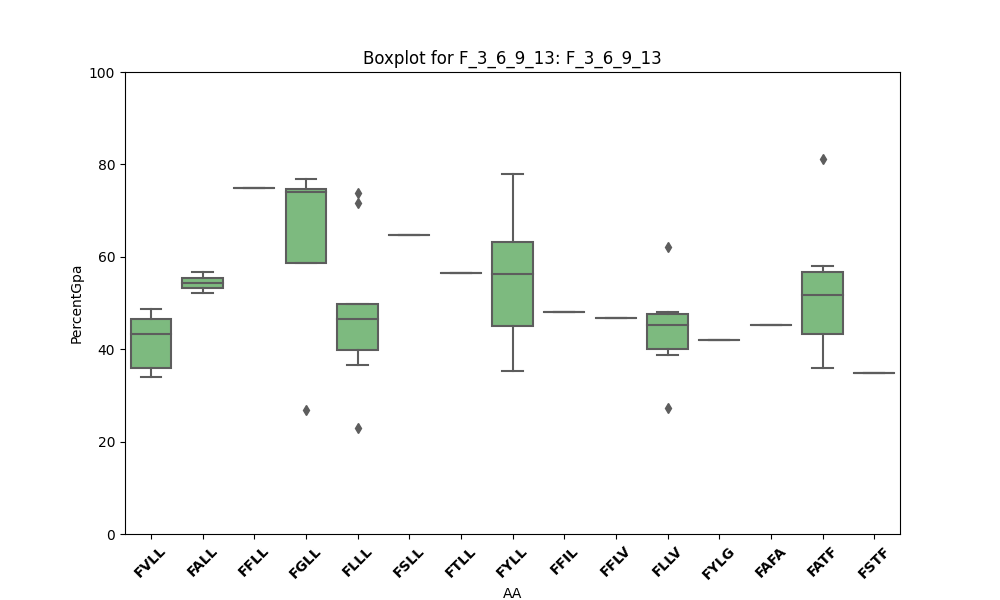 Boxplot for F_3_6_9_13: F_3_6_9_13
PercentGpa
100
80
60
40
20
0
FVLL
FALL
FFLL
FGLL
FLLL
FSLL
FTLL
FYLL
FFIL
FFLV
FLLV
FYLG
FAFA
FATF
FSTF
AA